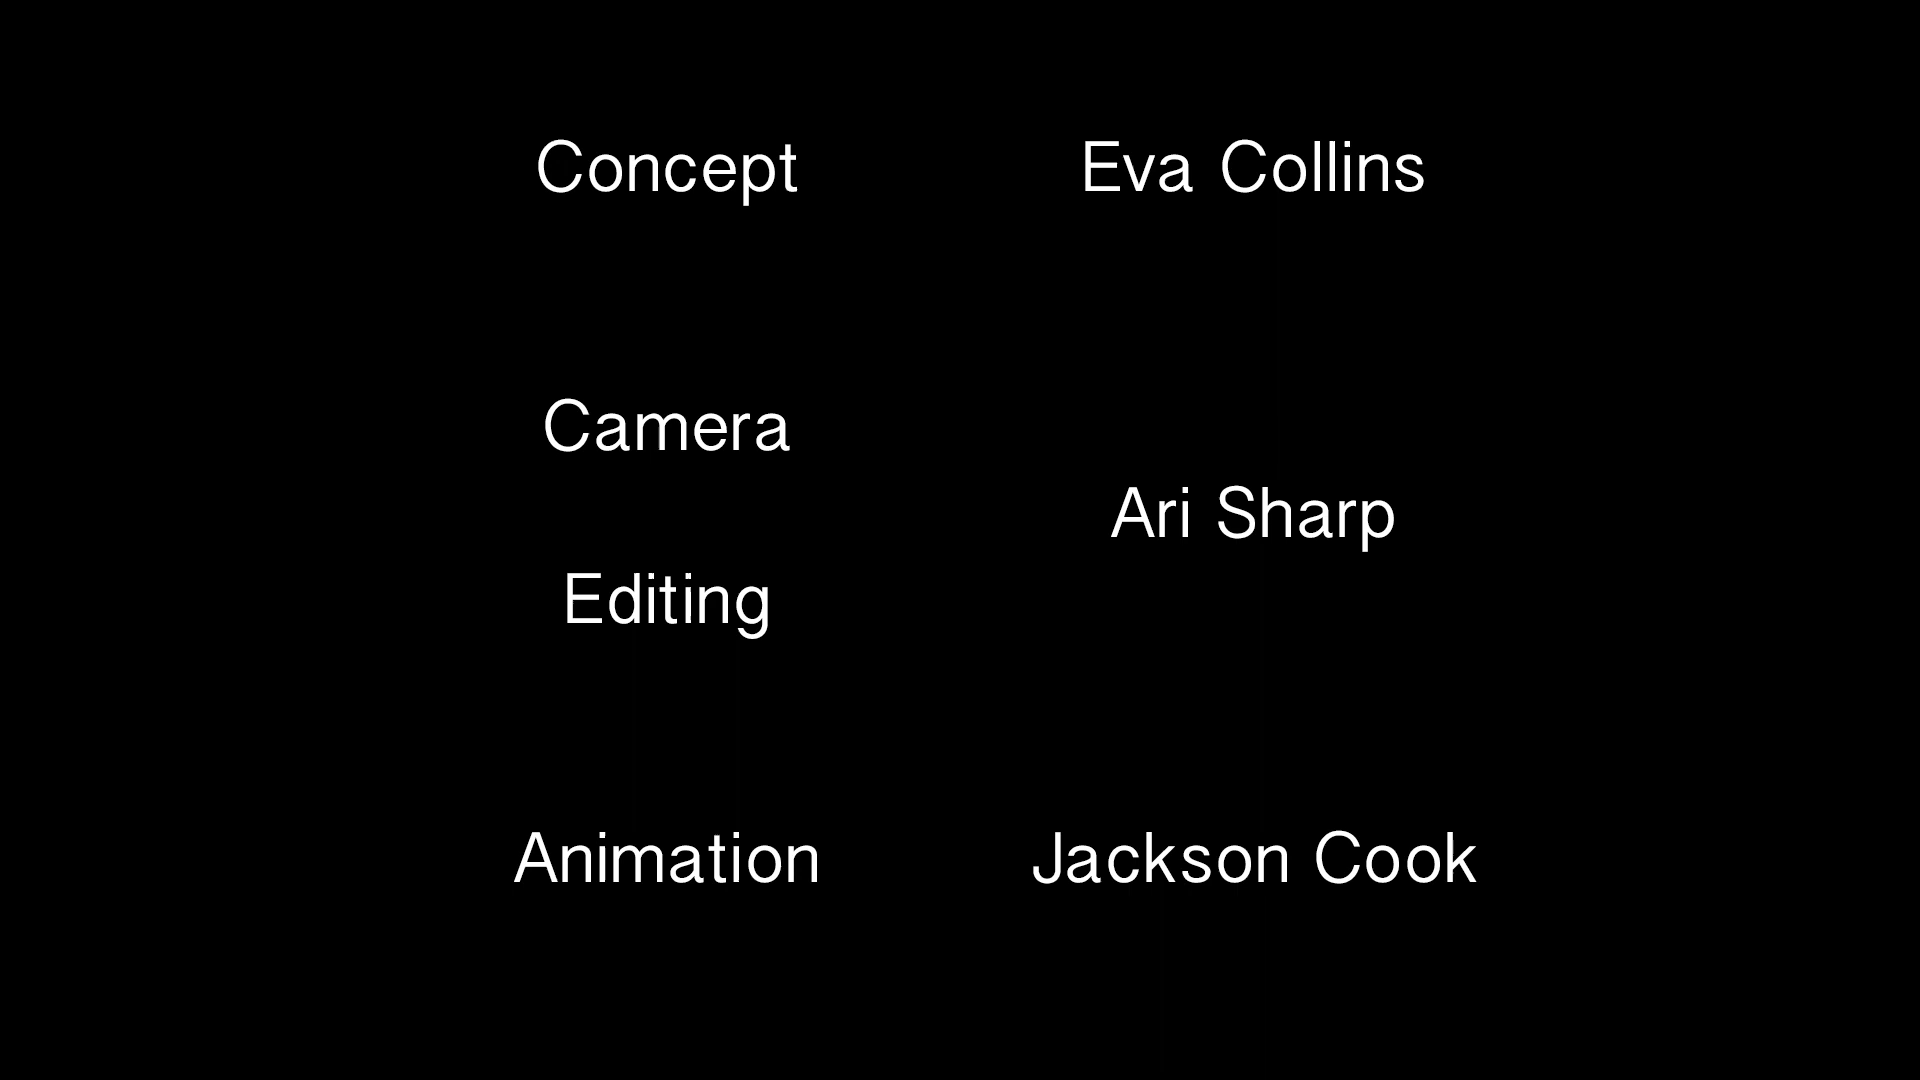 Concept Eva Collins
Camera
Ari Sharp
Editing
Animation Jackson Cook